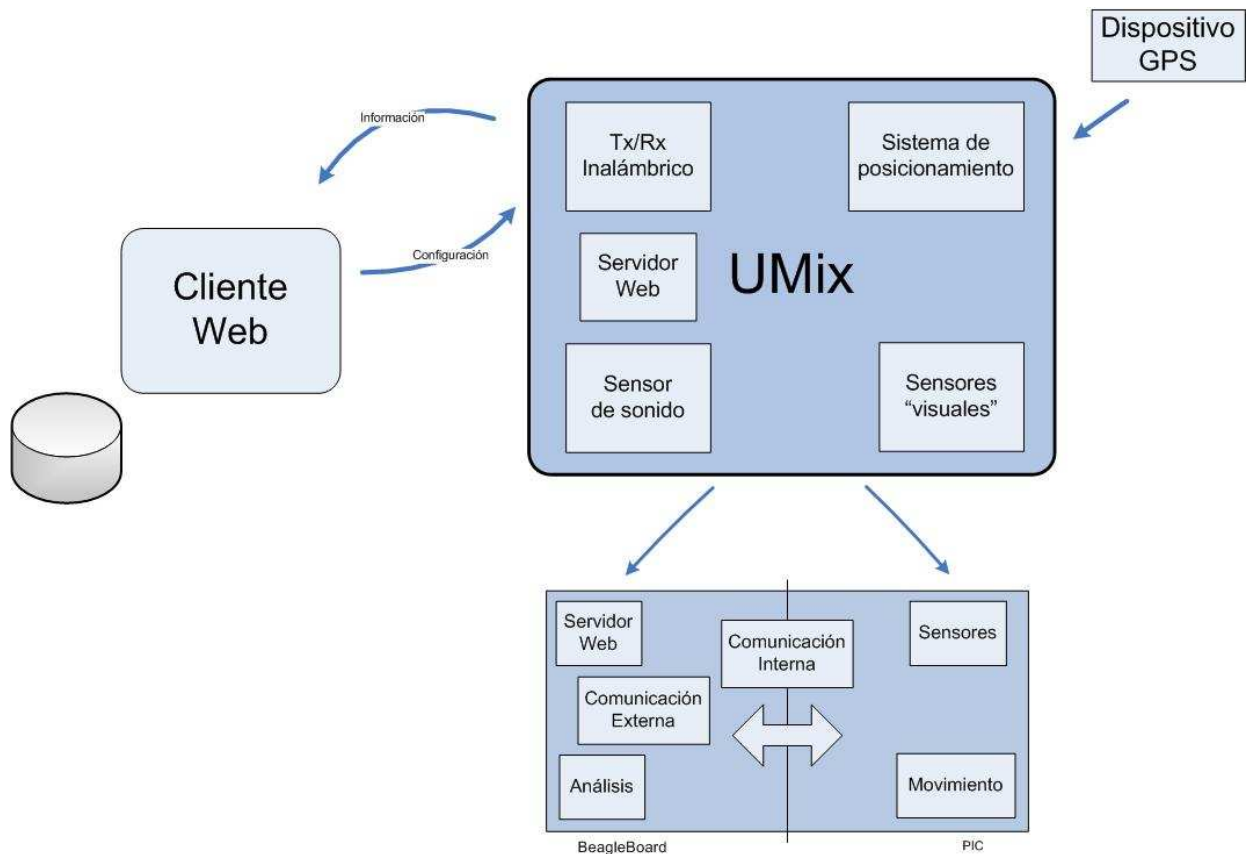 Dispositivo
GPS
Información
Tx/Rx
Inalámbrico
Sistema de
posicionamiento
Configuración
Cliente
Web
Servidor
Web
UMix
Sensor
de sonido
Sensores
“visuales”
Servidor
Web
Comunicación
Interna
Sensores
Comunicación
Externa
Análisis
Movimiento
BeagleBoard
PIC